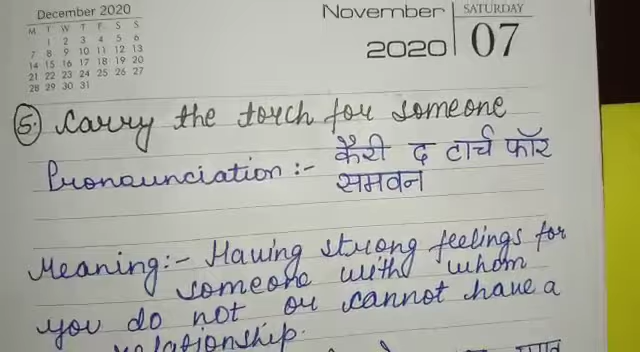 December 2020
M T W T F S S
1 2 3 4 5 6
7 8 9 10 11 12 13
14 15 16 17 18 19 20
21 22 23 24 25 26 27
28 29 30 31
November 2020
SATURDAY 07
5. Carry the torch for someone
Pronounciation :- कैरी द टार्च फॉर
समवन
Meaning:- Having strong feelings for
someone with whom
you do not or cannot have a
relationship.